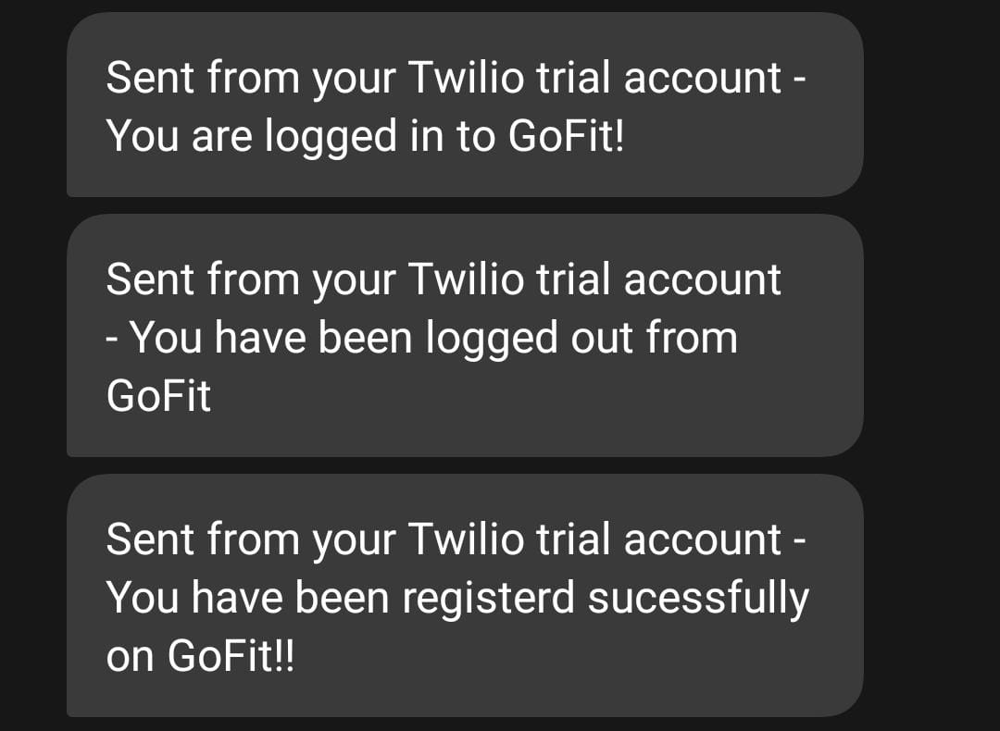 Sent from your Twilio trial account -
You are logged in to GoFit!
Sent from your Twilio trial account
- You have been logged out from
GoFit
Sent from your Twilio trial account -
You have been registerd sucessfully
on GoFit!!